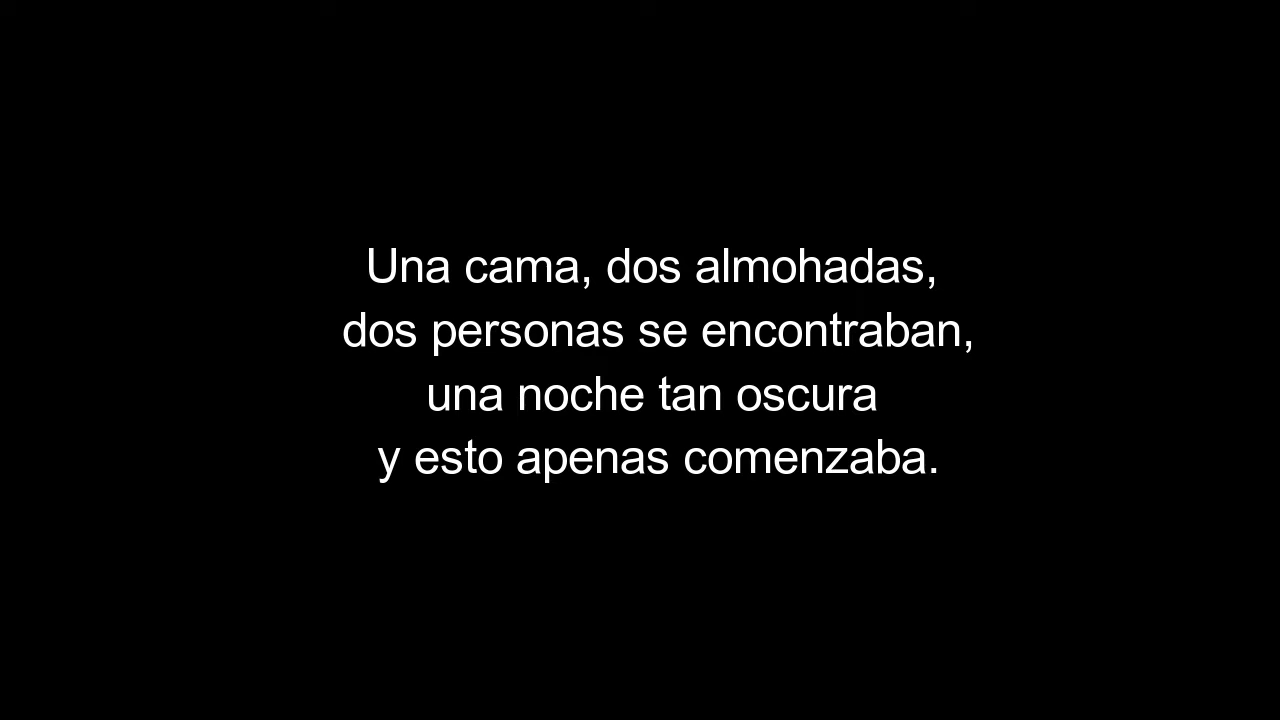 Una cama, dos almohadas,
dos personas se encontraban,
una noche tan oscura
y esto apenas comenzaba.